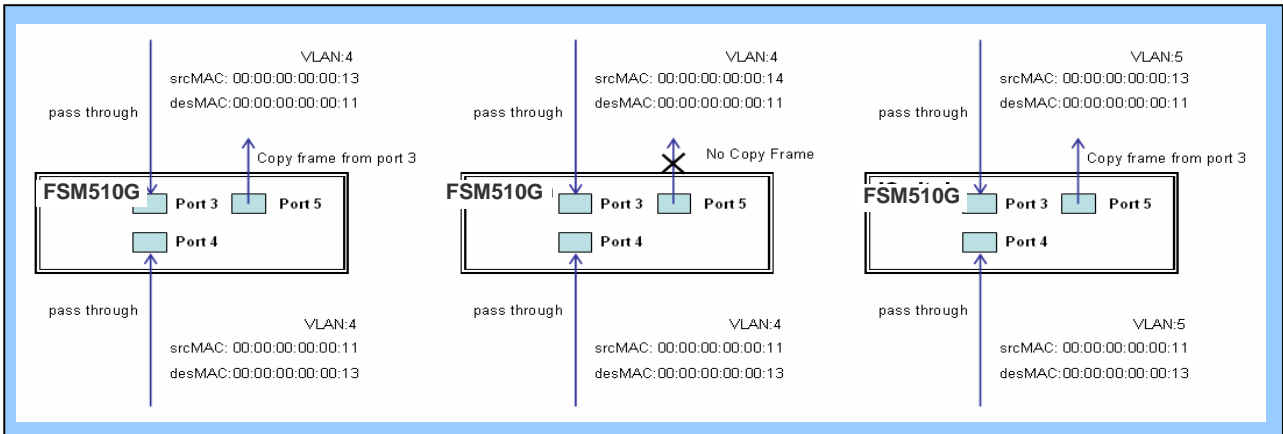 VLAN:4
srcMAC: 00:00:00:00:00:13
desMAC:00:00:00:00:00:11
pass through
Copy frame from port 3
FSM510G
Port 3
Port 5
Port 4
pass through
VLAN:4
srcMAC: 00:00:00:00:00:11
desMAC:00:00:00:00:00:13
VLAN:4
srcMAC: 00:00:00:00:00:14
desMAC:00:00:00:00:00:11
pass through
No Copy Frame
FSM510G
Port 3
Port 5
Port 4
pass through
VLAN:4
srcMAC: 00:00:00:00:00:11
desMAC:00:00:00:00:00:13
VLAN:5
srcMAC: 00:00:00:00:00:13
desMAC:00:00:00:00:00:11
pass through
Copy frame from port 3
FSM510G
Port 3
Port 5
Port 4
pass through
VLAN:5
srcMAC: 00:00:00:00:00:11
desMAC:00:00:00:00:00:13